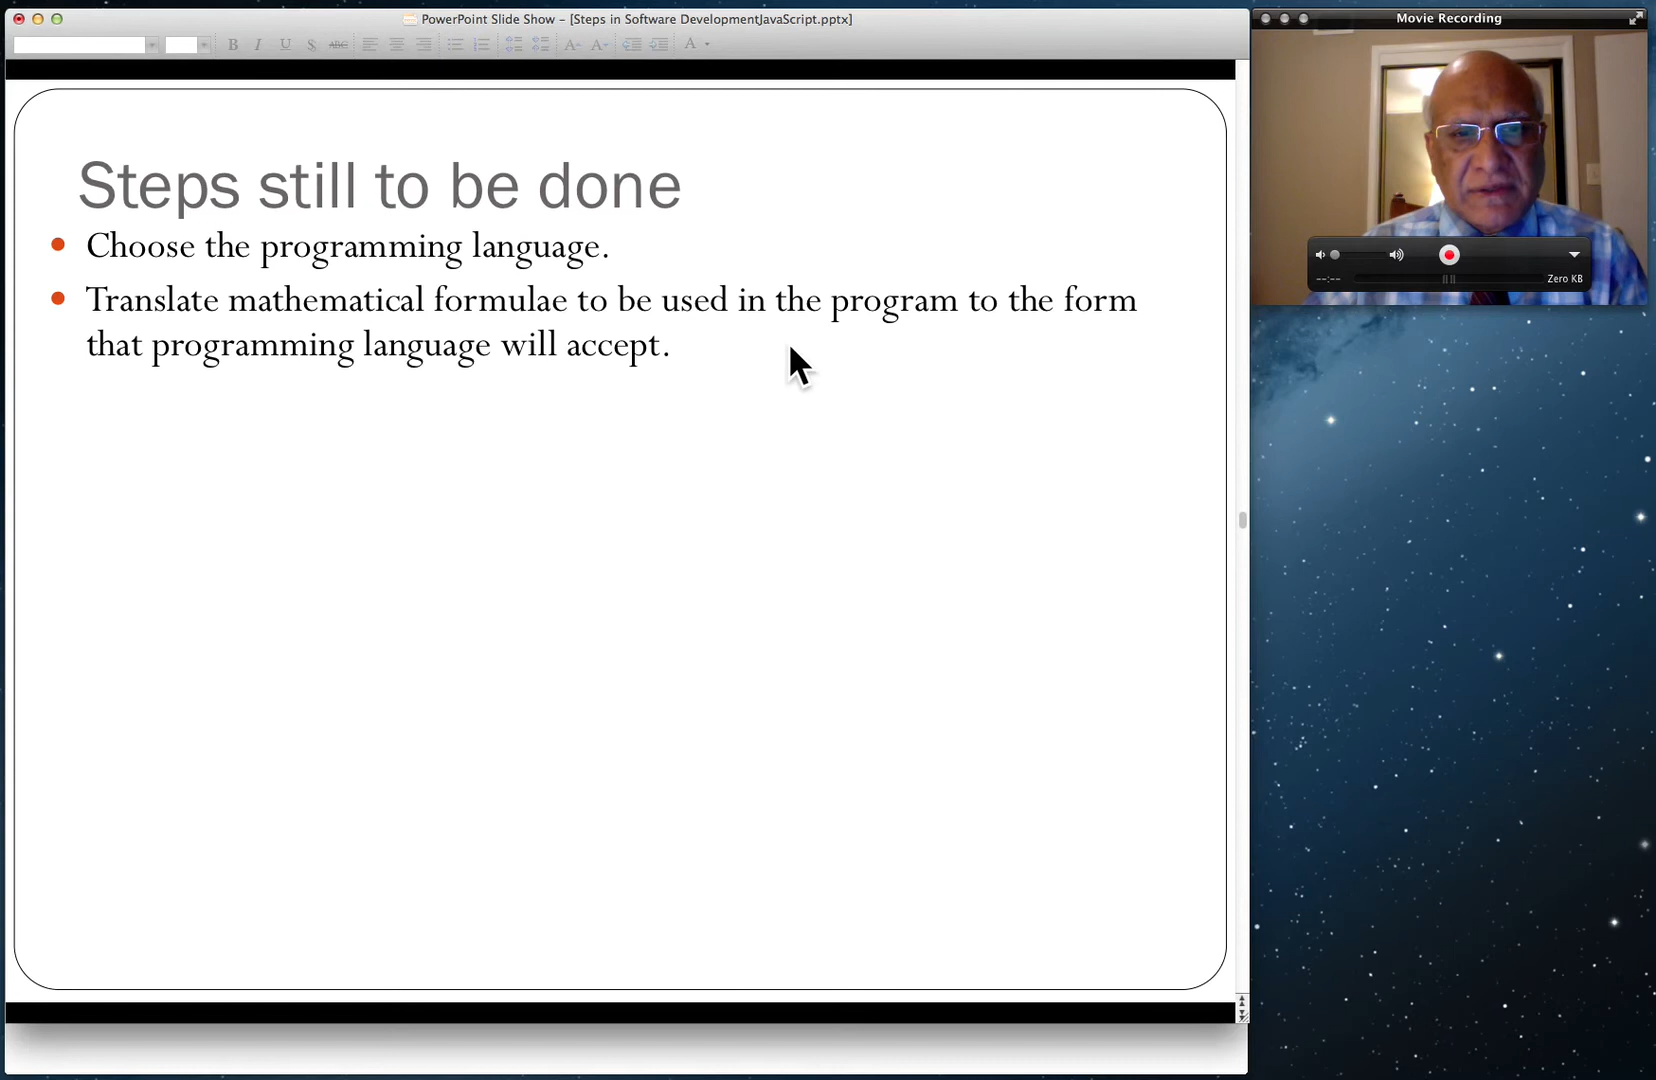 PowerPoint Slide Show – [Steps in Software DevelopmentJavaScript.pptx]
B I U S ABC A A A
Steps still to be done
• Choose the programming language.
• Translate mathematical formulae to be used in the program to the form
that programming language will accept.
Movie Recording
--:-- Zero KB